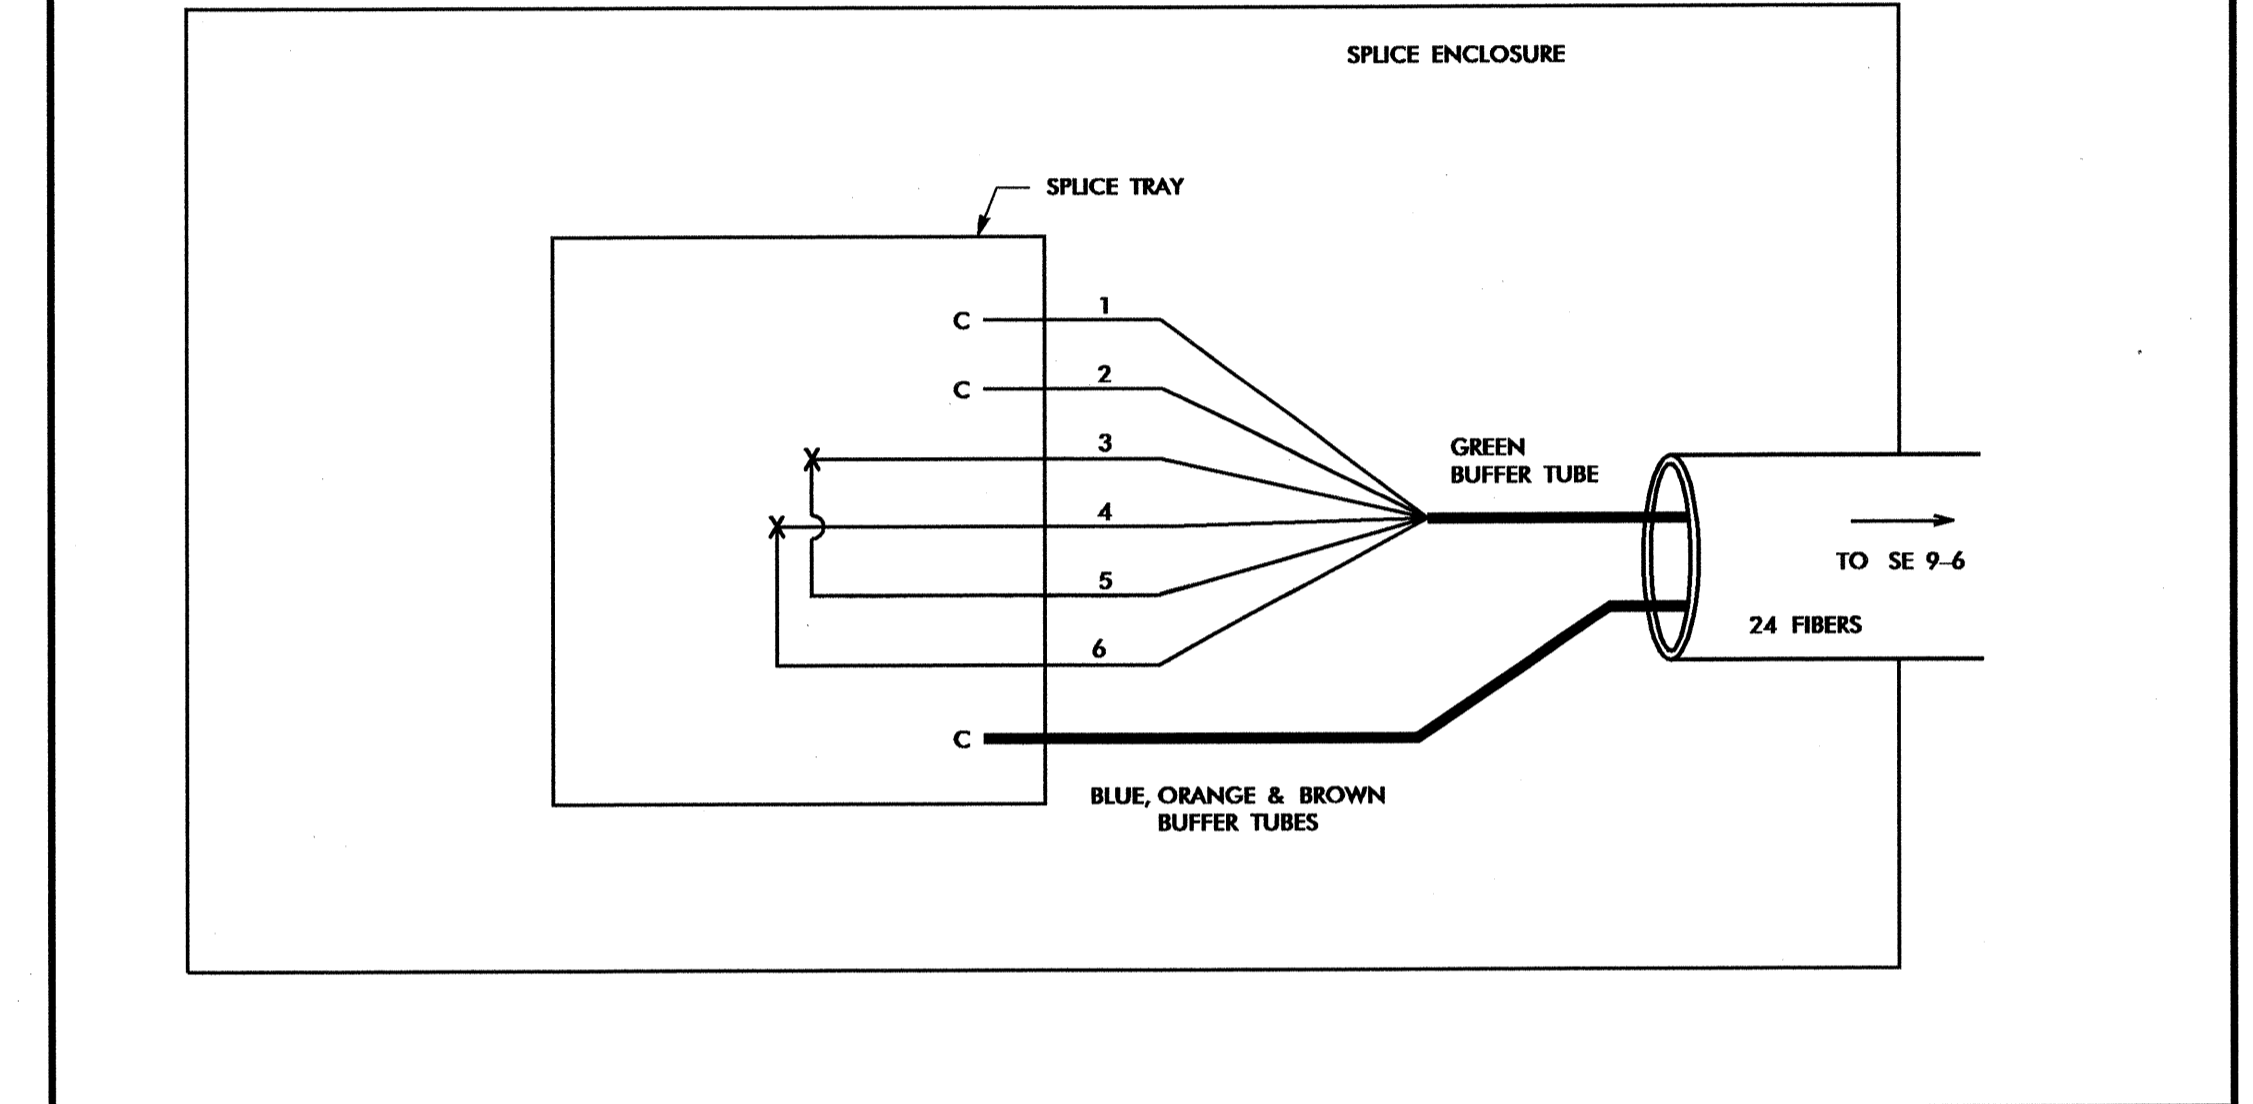 SPLICE ENCLOSURE
SPLICE TRAY
C 1
C 2
X 3
X 4
5
6
GREEN
BUFFER TUBE
TO SE 9-6
24 FIBERS
C
BLUE, ORANGE & BROWN
BUFFER TUBES